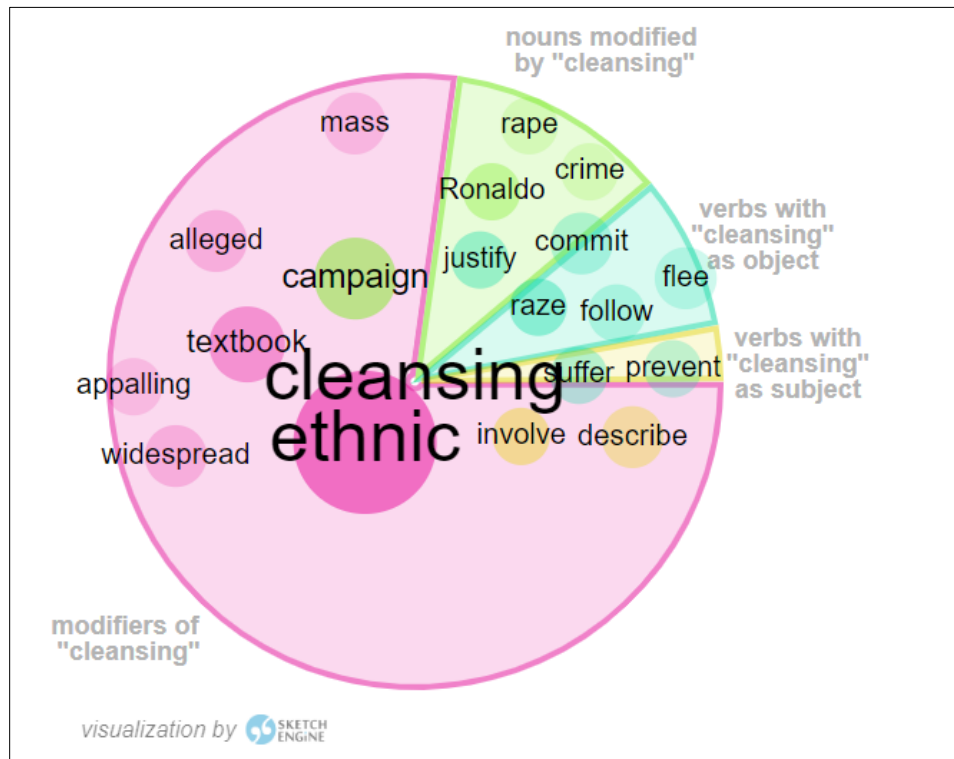 nouns modified
by "cleansing"
mass
rape
crime
Ronaldo
alleged
commit
verbs with
"cleansing"
as object
justify
campaign
flee
raze
follow
textbook
verbs with
"cleansing"
as subject
cleansing
suffer
prevent
appalling
ethnic
involve
describe
widespread
modifiers of
"cleansing"
visualization by SKETCH
ENGINE